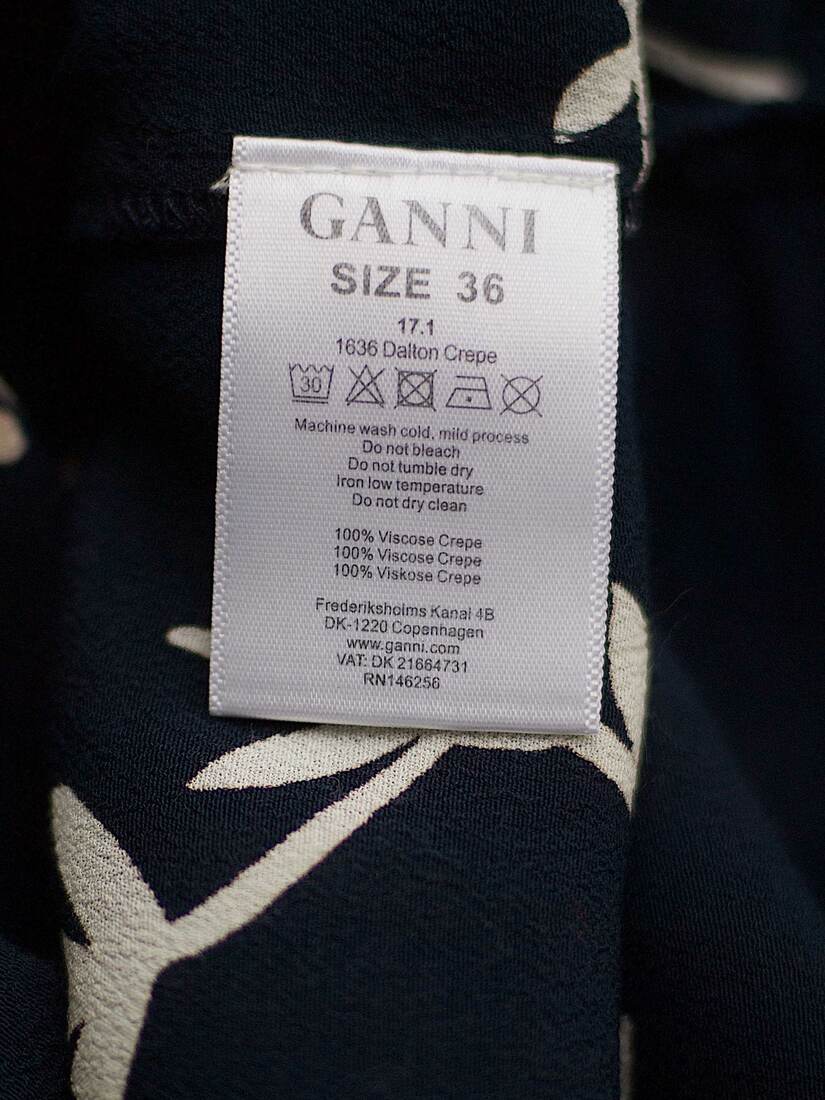 GANNI
SIZE 36
17.1
1636 Dalton Crepe
30
Machine wash cold, mild process
Do not bleach
Do not tumble dry
Iron low temperature
Do not dry clean
100% Viscose Crepe
100% Viscose Crepe
100% Viskose Crepe
Frederiksholms Kanal 4B
DK-1220 Copenhagen
www.ganni.com
VAT: DK 21664731
RN146256